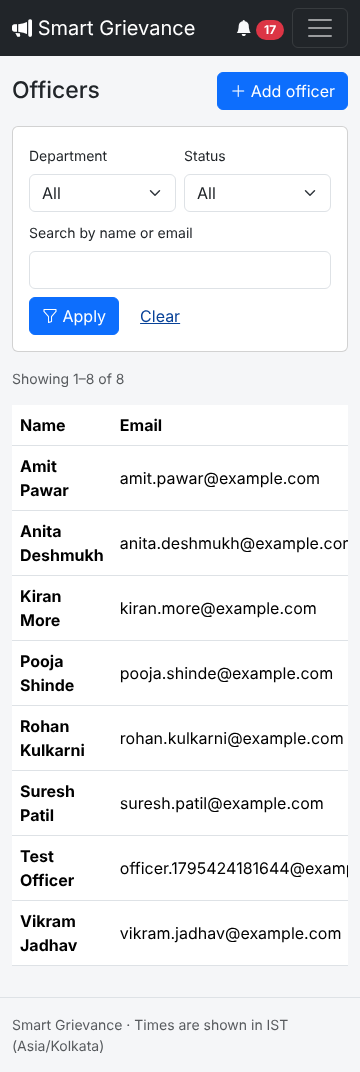 Smart Grievance 17
Officers
+ Add officer
Department Status
All All
Search by name or email
Apply Clear
Showing 1–8 of 8
Name Email
Amit
Pawar
amit.pawar@example.com
Anita
Deshmukh
anita.deshmukh@example.com
Kiran
More
kiran.more@example.com
Pooja
Shinde
pooja.shinde@example.com
Rohan
Kulkarni
rohan.kulkarni@example.com
Suresh
Patil
suresh.patil@example.com
Test
Officer
officer.1795424181644@examp
Vikram
Jadhav
vikram.jadhav@example.com
Smart Grievance · Times are shown in IST
(Asia/Kolkata)